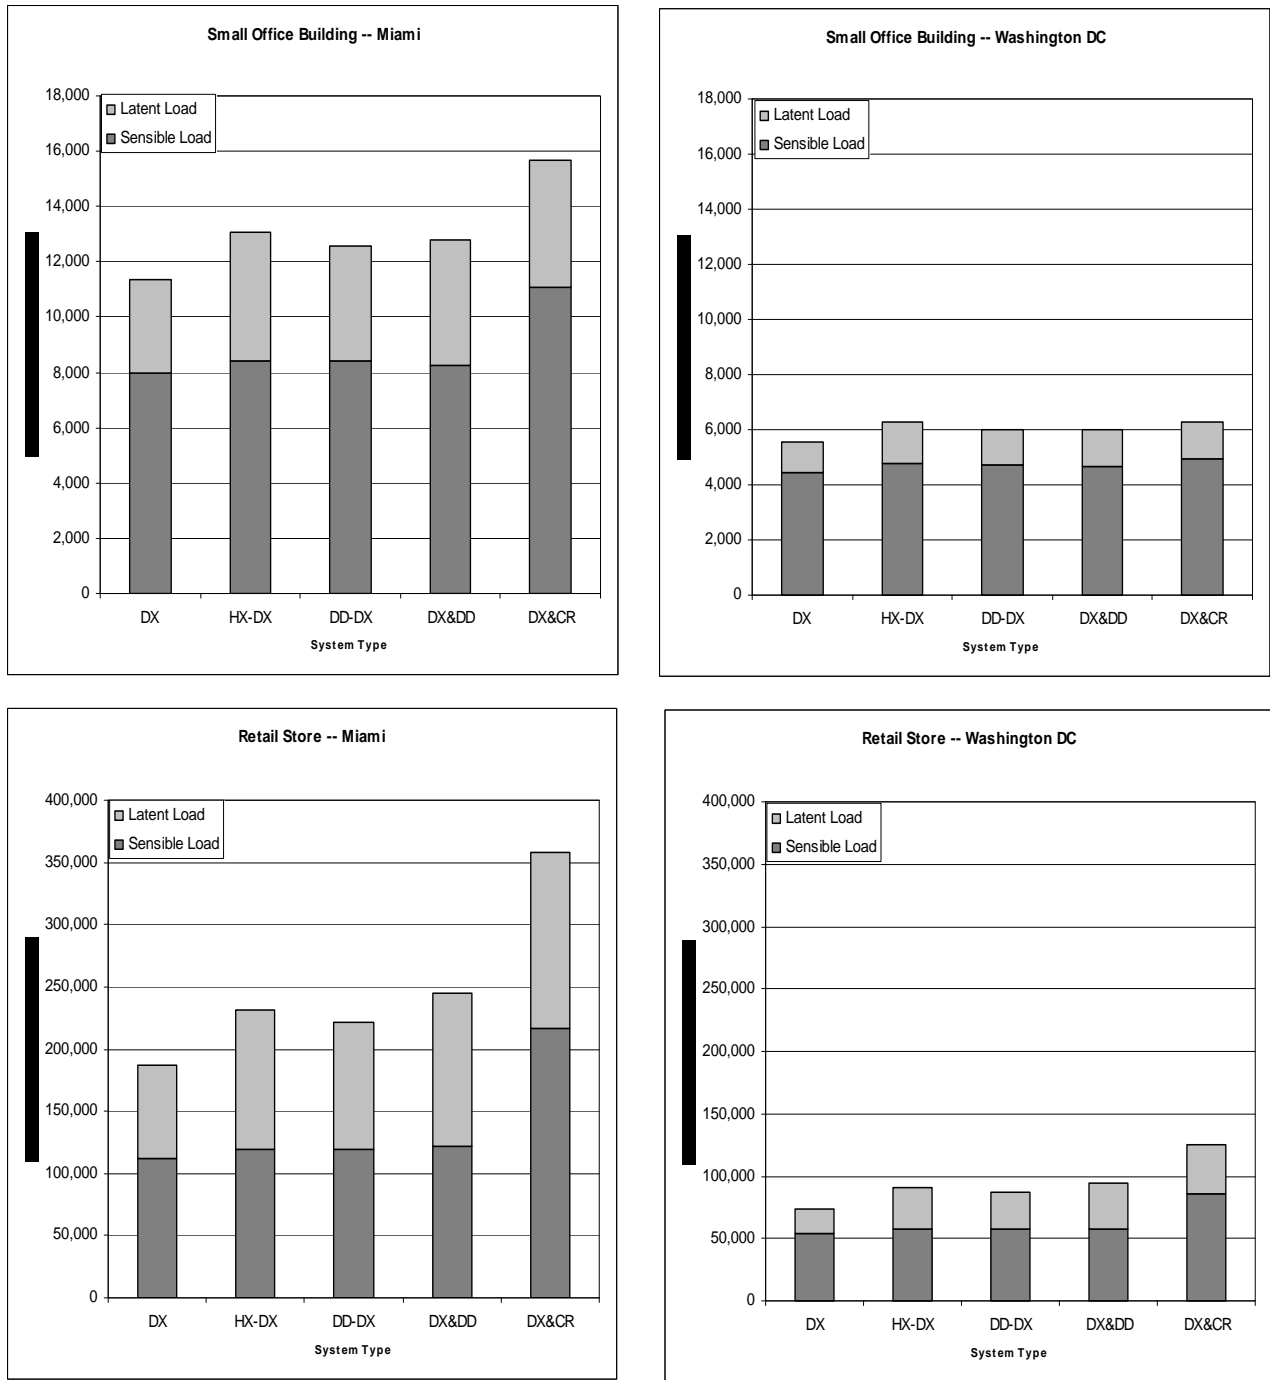 Small Office Building -- Miami
18,000
16,000
14,000
12,000
10,000
8,000
6,000
4,000
2,000
0
Latent Load
Sensible Load
DX HX-DX DD-DX DX&DD DX&CR
System Type
Small Office Building -- Washington DC
18,000
16,000
14,000
12,000
10,000
8,000
6,000
4,000
2,000
0
Latent Load
Sensible Load
DX HX-DX DD-DX DX&DD DX&CR
System Type
Retail Store -- Miami
400,000
350,000
300,000
250,000
200,000
150,000
100,000
50,000
0
Latent Load
Sensible Load
DX HX-DX DD-DX DX&DD DX&CR
System Type
Retail Store -- Washington DC
400,000
350,000
300,000
250,000
200,000
150,000
100,000
50,000
0
Latent Load
Sensible Load
DX HX-DX DD-DX DX&DD DX&CR
System Type